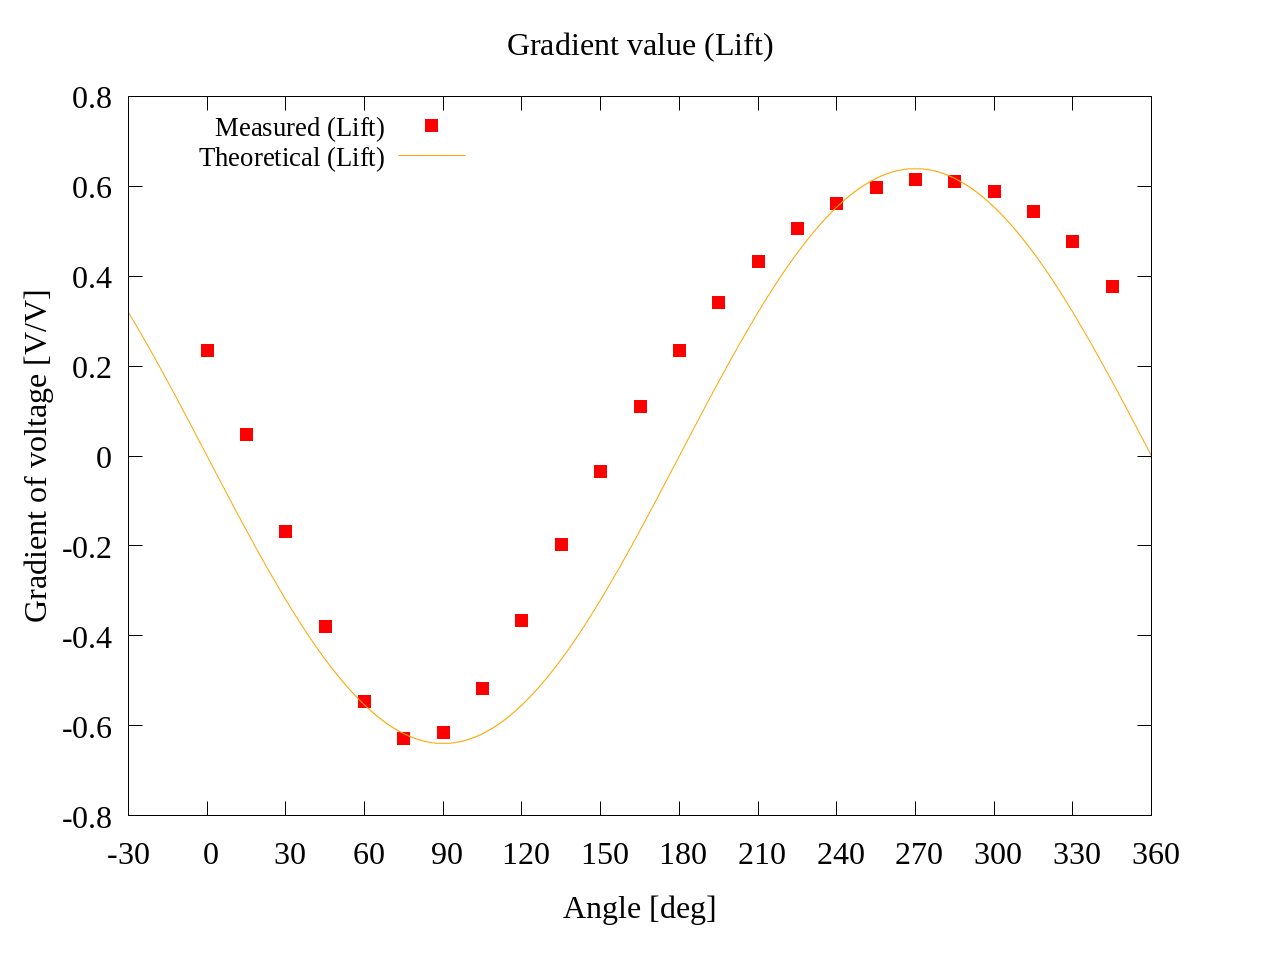 Gradient value (Lift)
0.8
0.6
0.4
0.2
0
-0.2
-0.4
-0.6
-0.8
Measured (Lift)
Theoretical (Lift)
Gradient of voltage [V/V]
-30 0 30 60 90 120 150 180 210 240 270 300 330 360
Angle [deg]